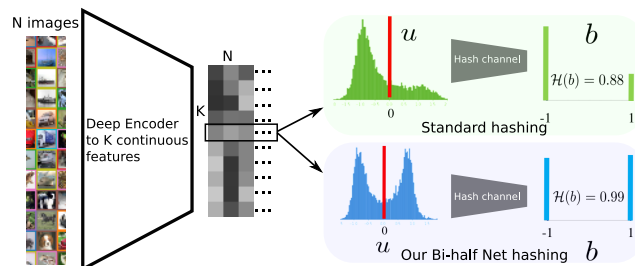 N images
Deep Encoder
to K continuous
features
N
K
u
Hash channel
b
H(b) = 0.88
0
-1
1
Standard hashing
Hash channel
H(b) = 0.99
0
u
-1
b
1
Our Bi-half Net hashing